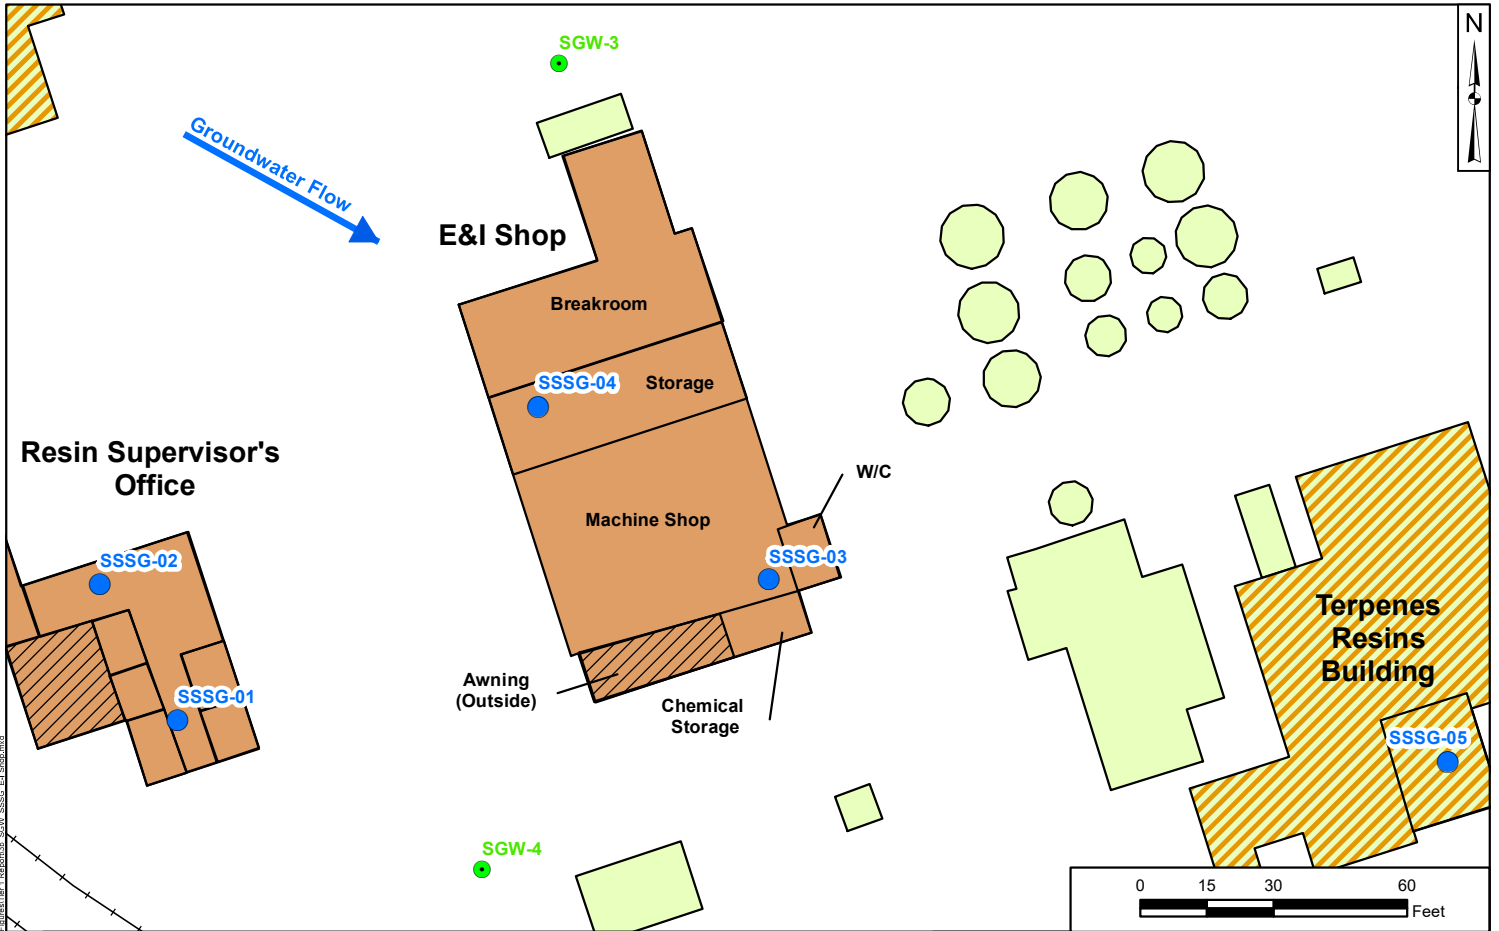 SGW-3
N
Groundwater Flow
E&I Shop
Breakroom
SSSG-04
Storage
Resin Supervisor's
Office
W/C
Machine Shop
SSSG-02
SSSG-03
Terpenes
Resins
Building
SSSG-01
Awning
(Outside)
Chemical
Storage
SSSG-05
SGW-4
0 15 30 60
Feet